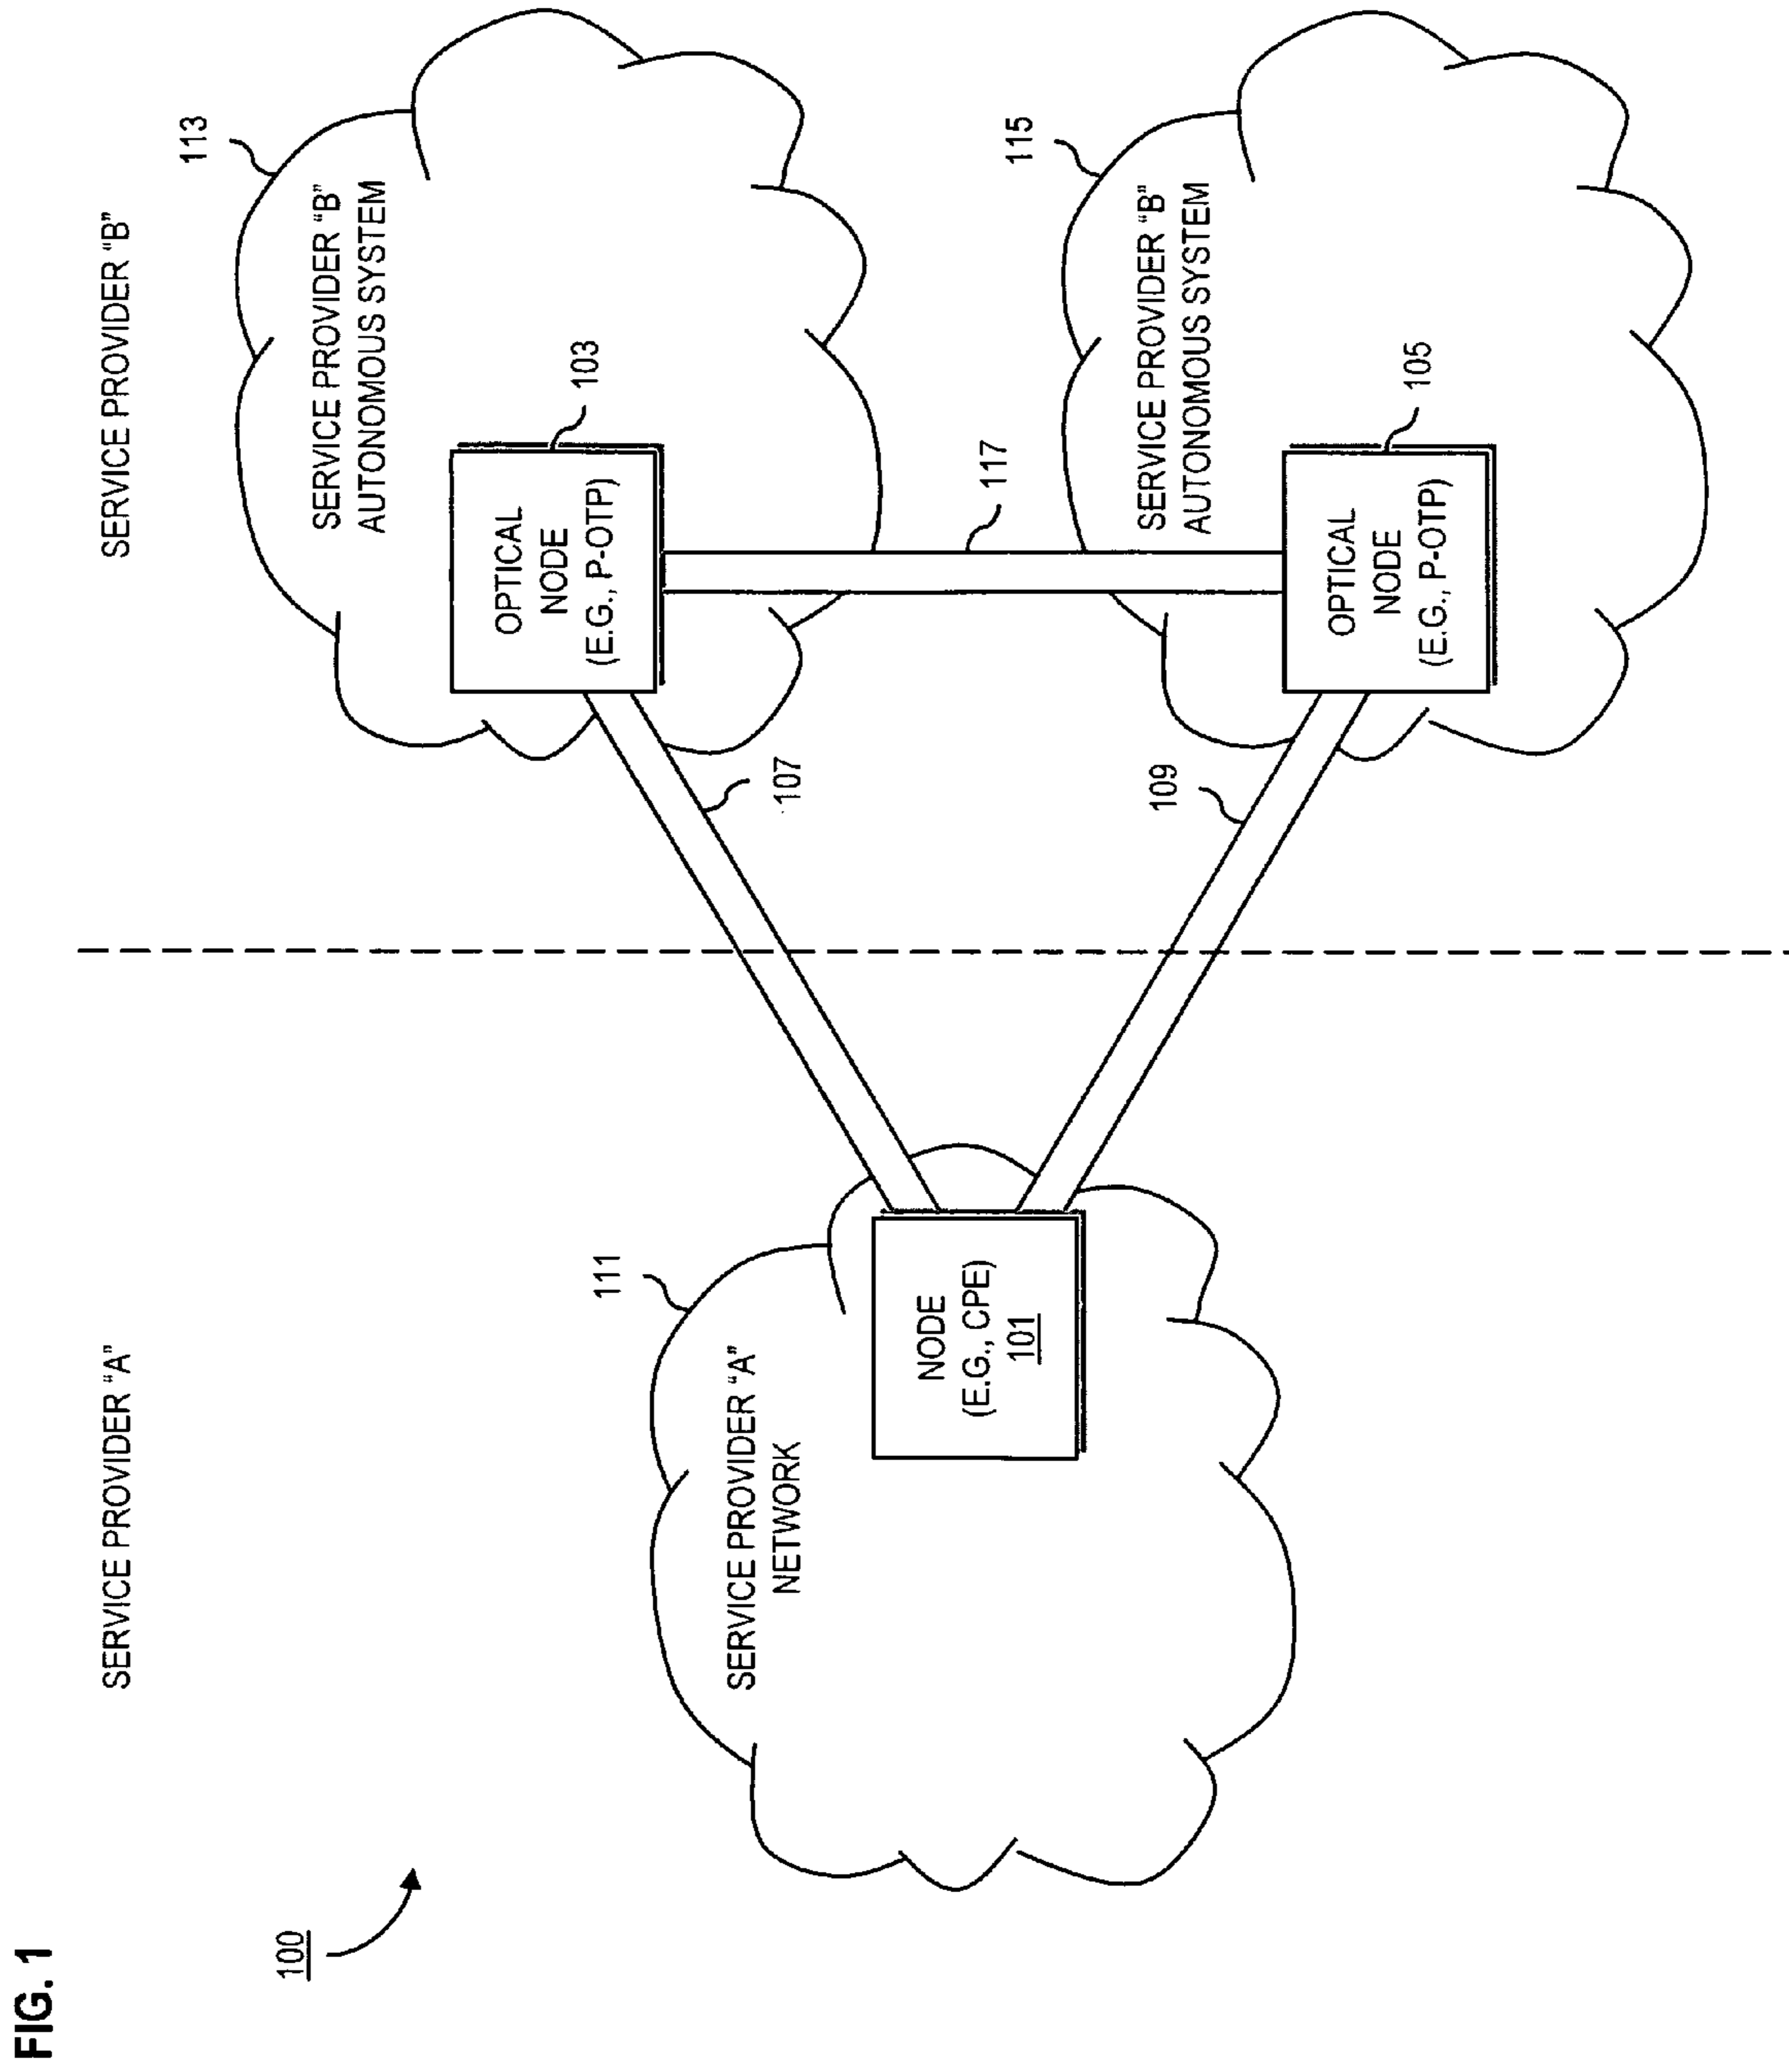 FIG. 1
100
SERVICE PROVIDER "A"
SERVICE PROVIDER "B"
111
SERVICE PROVIDER "A"
NETWORK
NODE
(E.G., CPE)
101
107
109
113
SERVICE PROVIDER "B"
AUTONOMOUS SYSTEM
103
OPTICAL
NODE
(E.G., P-OTP)
117
115
SERVICE PROVIDER "B"
AUTONOMOUS SYSTEM
105
OPTICAL
NODE
(E.G., P-OTP)